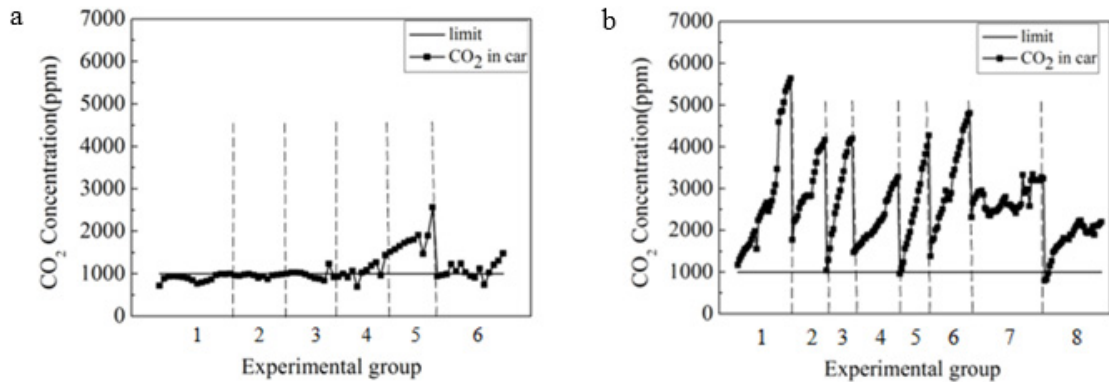 a
7000
6000
5000
4000
3000
2000
1000
0
CO2 Concentration(ppm)
limit
CO2 in car
1 2 3 4 5 6
Experimental group
b
7000
6000
5000
4000
3000
2000
1000
0
CO2 Concentration(ppm)
limit
CO2 in car
1 2 3 4 5 6 7 8
Experimental group